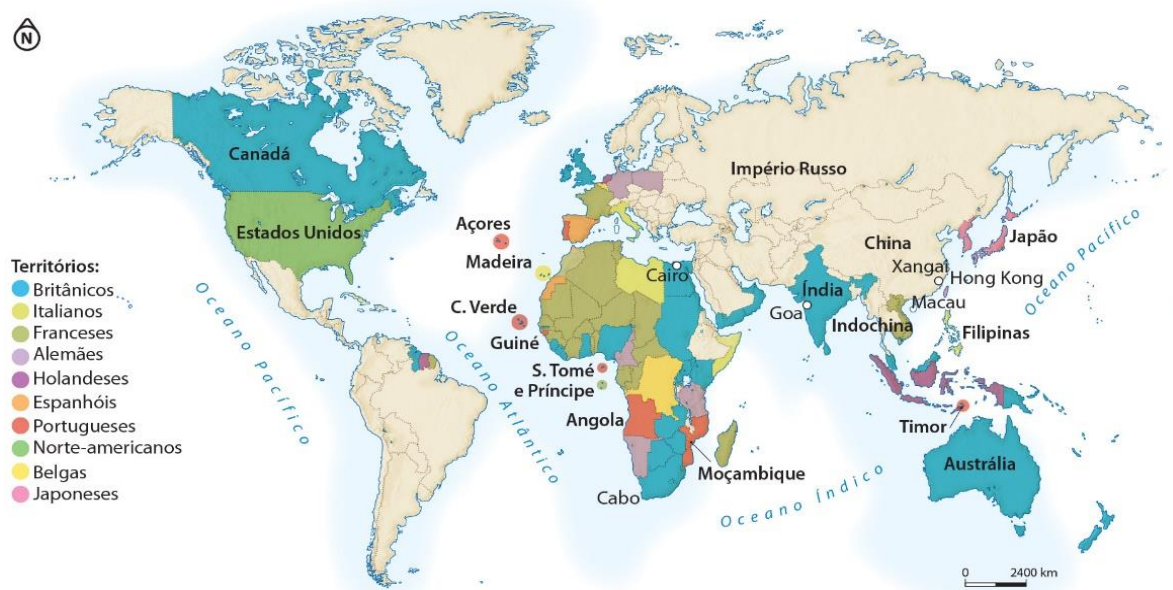 N
Canadá
Estados Unidos
Açores
Madeira
C. Verde
Guiné
S. Tomé
e Príncipe
Angola
Cabo
Moçambique
Cairo
Império Russo
China
Xangai
Hong Kong
Macau
Japão
Índia
Goa
Indochina
Filipinas
Timor
Austrália
Oceano Pacífico
Oceano Atlântico
Oceano Índico
Oceano Pacífico
Territórios:
Britânicos
Italianos
Franceses
Alemães
Holandeses
Espanhóis
Portugueses
Norte-americanos
Belgas
Japoneses
0 2400 km